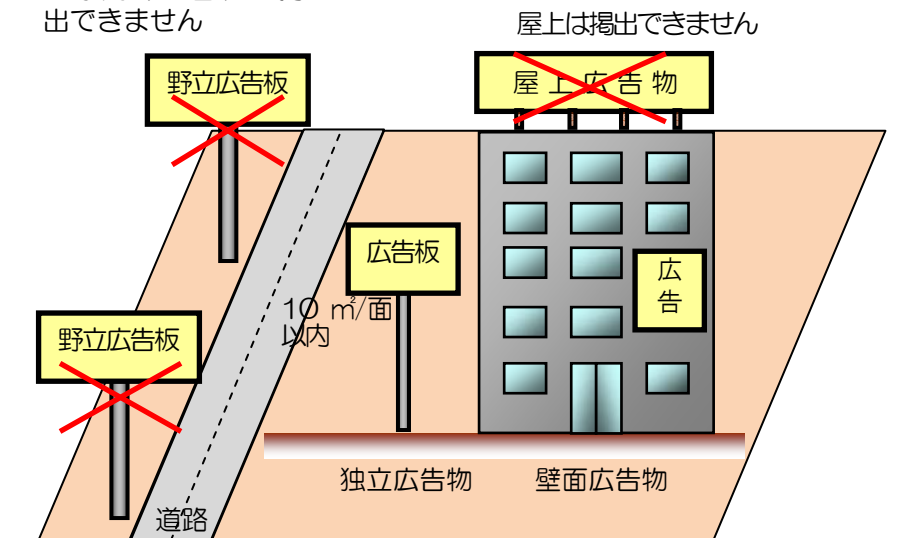 出できません
屋上は掲出できません
野立広告板
屋上広告物
広告板
広
告
10 ㎡/面
以内
野立広告板
独立広告物
壁面広告物
道路